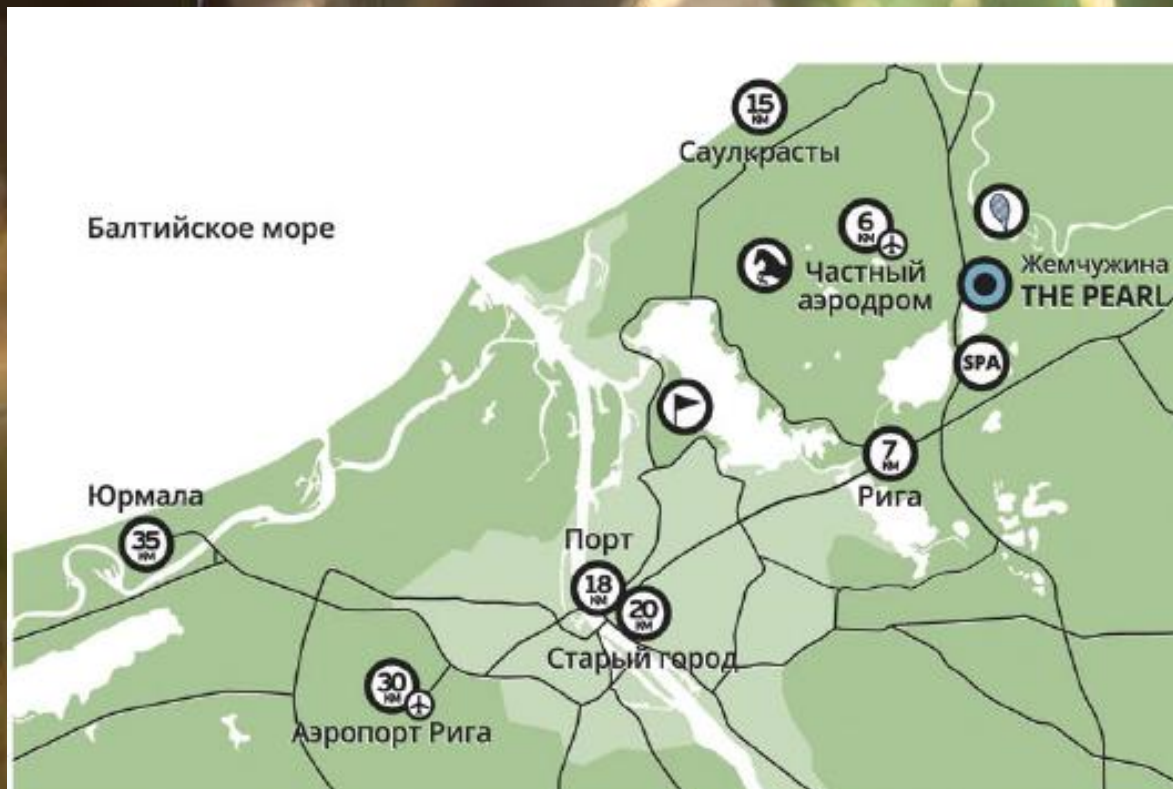 15
КМ
Саулкрасты
Балтийское море
6
КМ
Частный
аэродром
Жемчужина
THE PEARL
SPA
7
КМ
Рига
Юрмала
35
КМ
Порт
18
КМ
20
КМ
Старый город
30
КМ
Аэропорт Рига